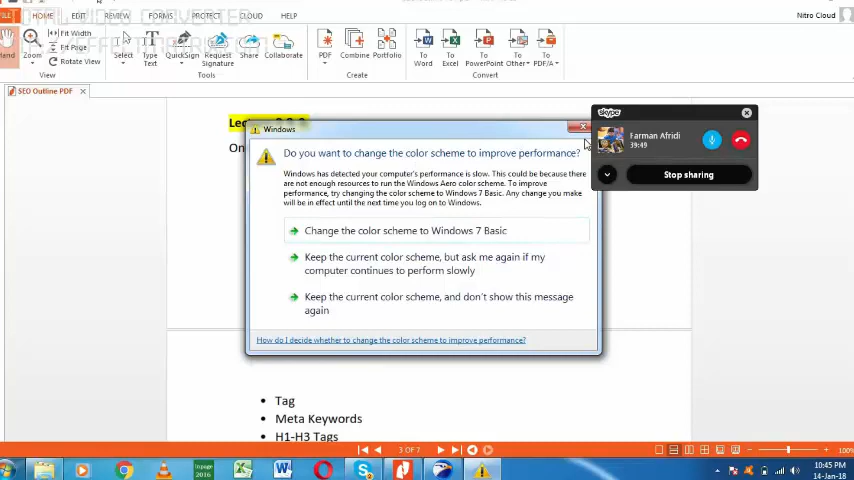 FILE HOME EDIT REVIEW FORMS PROTECT CLOUD HELP
Nitro Cloud
Hand
Zoom
Fit Width
Fit Page
Rotate View
View
Select
Type
Text
QuickSign
Request
Signature
Share
Collaborate
Tools
PDF
Combine
Portfolio
Create
To
Word
To
Excel
To
PowerPoint
To
Other
To
PDF/A
Convert
SEO Outline PDF
Windows
Do you want to change the color scheme to improve performance?
Windows has detected your computer's performance is slow. This could be because there
are not enough resources to run the Windows Aero color scheme. To improve
performance, try changing the color scheme to Windows 7 Basic. Any change you make
will be in effect until the next time you log on to Windows.
Change the color scheme to Windows 7 Basic
Keep the current color scheme, but ask me again if my
computer continues to perform slowly
Keep the current color scheme, and don't show this message
again
How do I decide whether to change the color scheme to improve performance?
skype
Farman Afridi
39:49
Stop sharing
• Tag
• Meta Keywords
• H1-H3 Tags
3 OF 7
100%
Inpage
2016
10:45 PM
14-Jan-18